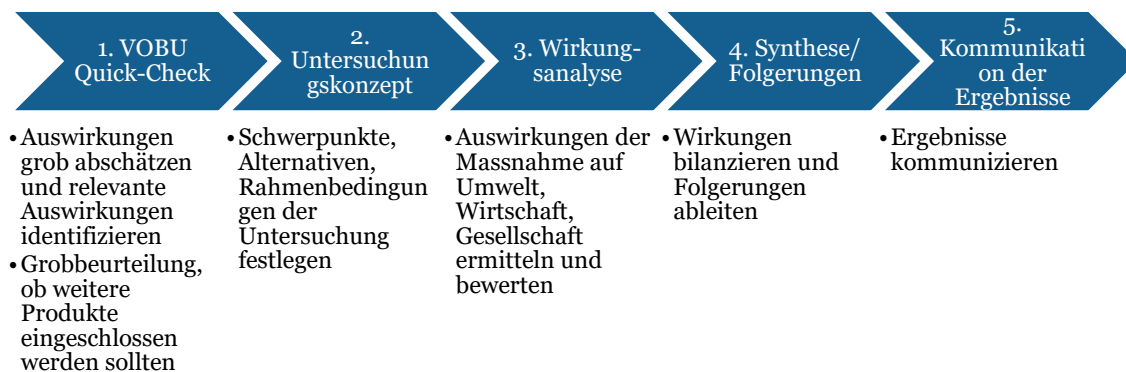 1. VOBU
Quick-Check
2.
Untersuchun
gskonzept
3. Wirkung-
sanalyse
4. Synthese/
Folgerungen
5.
Kommunikati
on der
Ergebnisse
• Auswirkungen
grob abschätzen
und relevante
Auswirkungen
identifizieren
• Grobbeurteilung,
ob weitere
Produkte
eingeschlossen
werden sollten
• Schwerpunkte,
Alternativen,
Rahmenbedingun
gen der
Untersuchung
festlegen
• Auswirkungen der
Massnahme auf
Umwelt,
Wirtschaft,
Gesellschaft
ermitteln und
bewerten
• Wirkungen
bilanzieren und
Folgerungen
ableiten
• Ergebnisse
kommunizieren